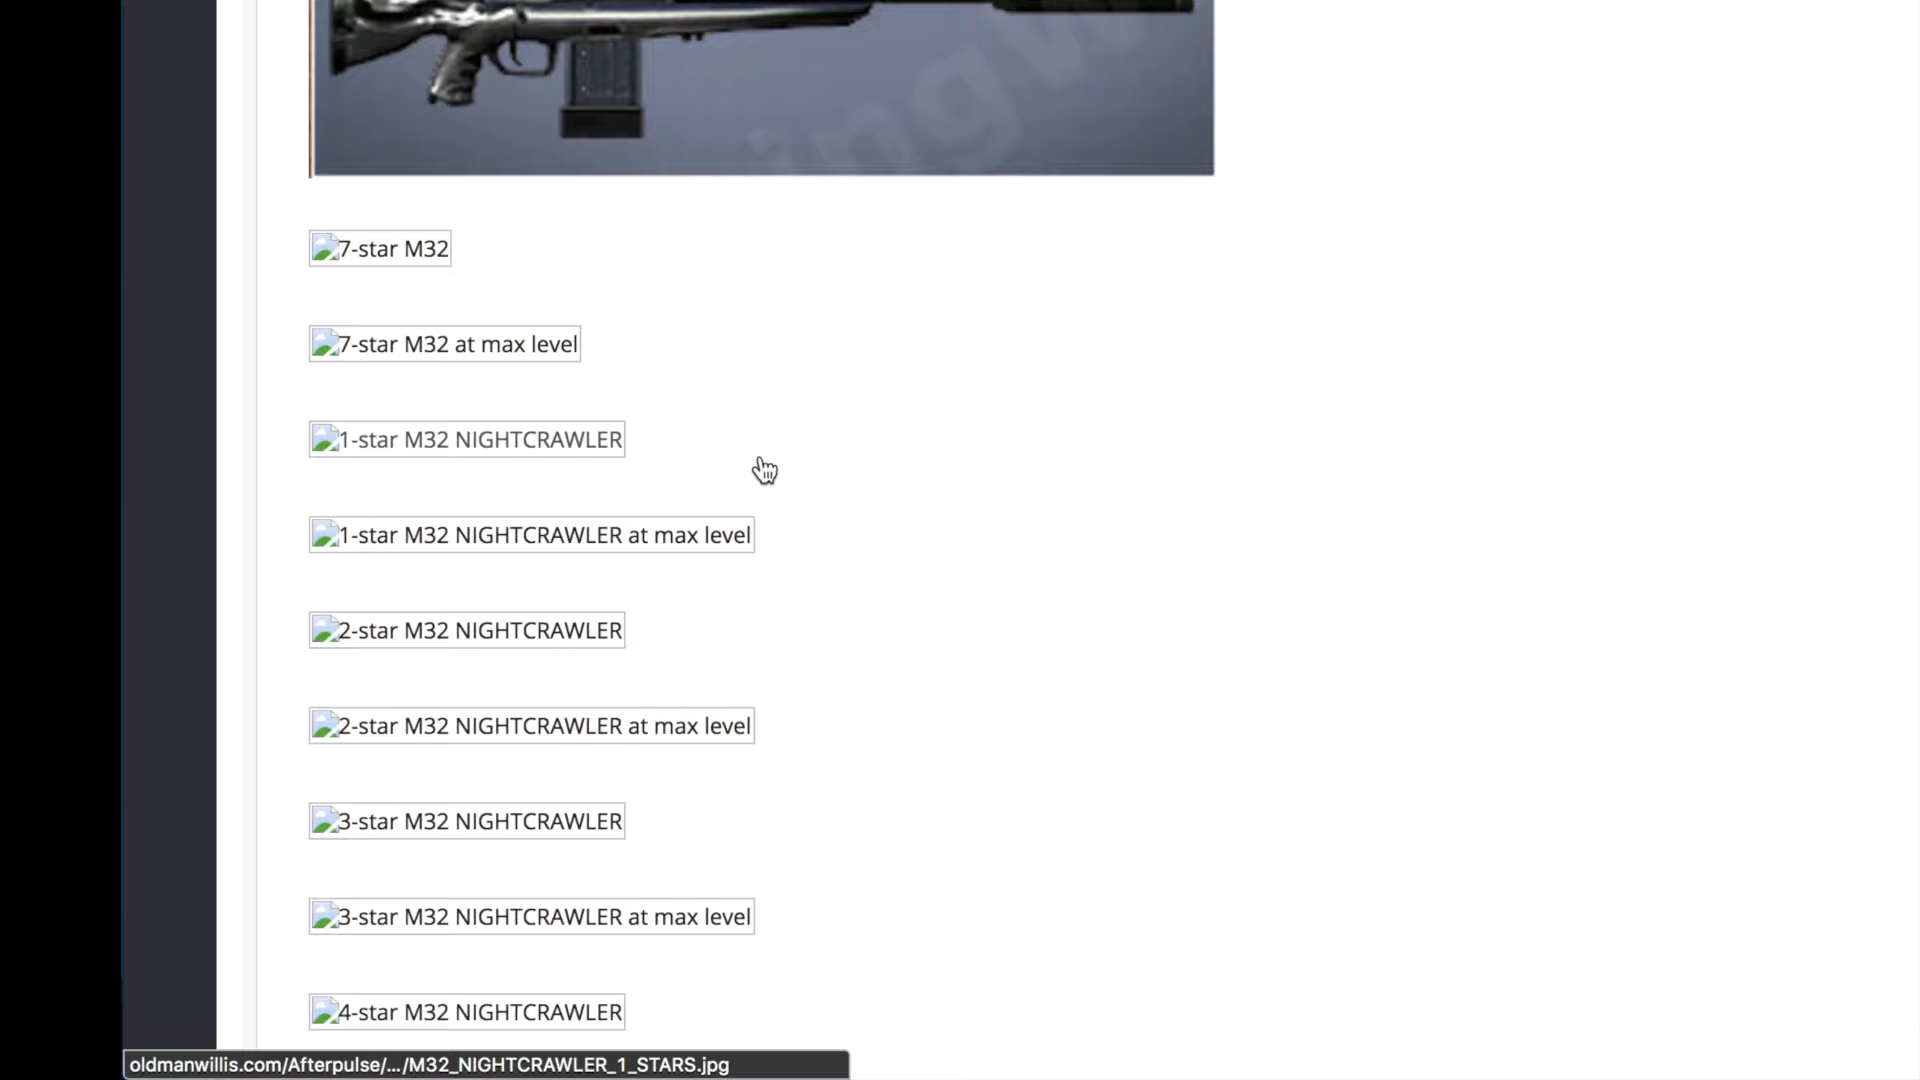 ingW
7-star M32
7-star M32 at max level
1-star M32 NIGHTCRAWLER
1-star M32 NIGHTCRAWLER at max level
2-star M32 NIGHTCRAWLER
2-star M32 NIGHTCRAWLER at max level
3-star M32 NIGHTCRAWLER
3-star M32 NIGHTCRAWLER at max level
4-star M32 NIGHTCRAWLER
oldmanwillis.com/Afterpulse/.../M32_NIGHTCRAWLER_1_STARS.jpg